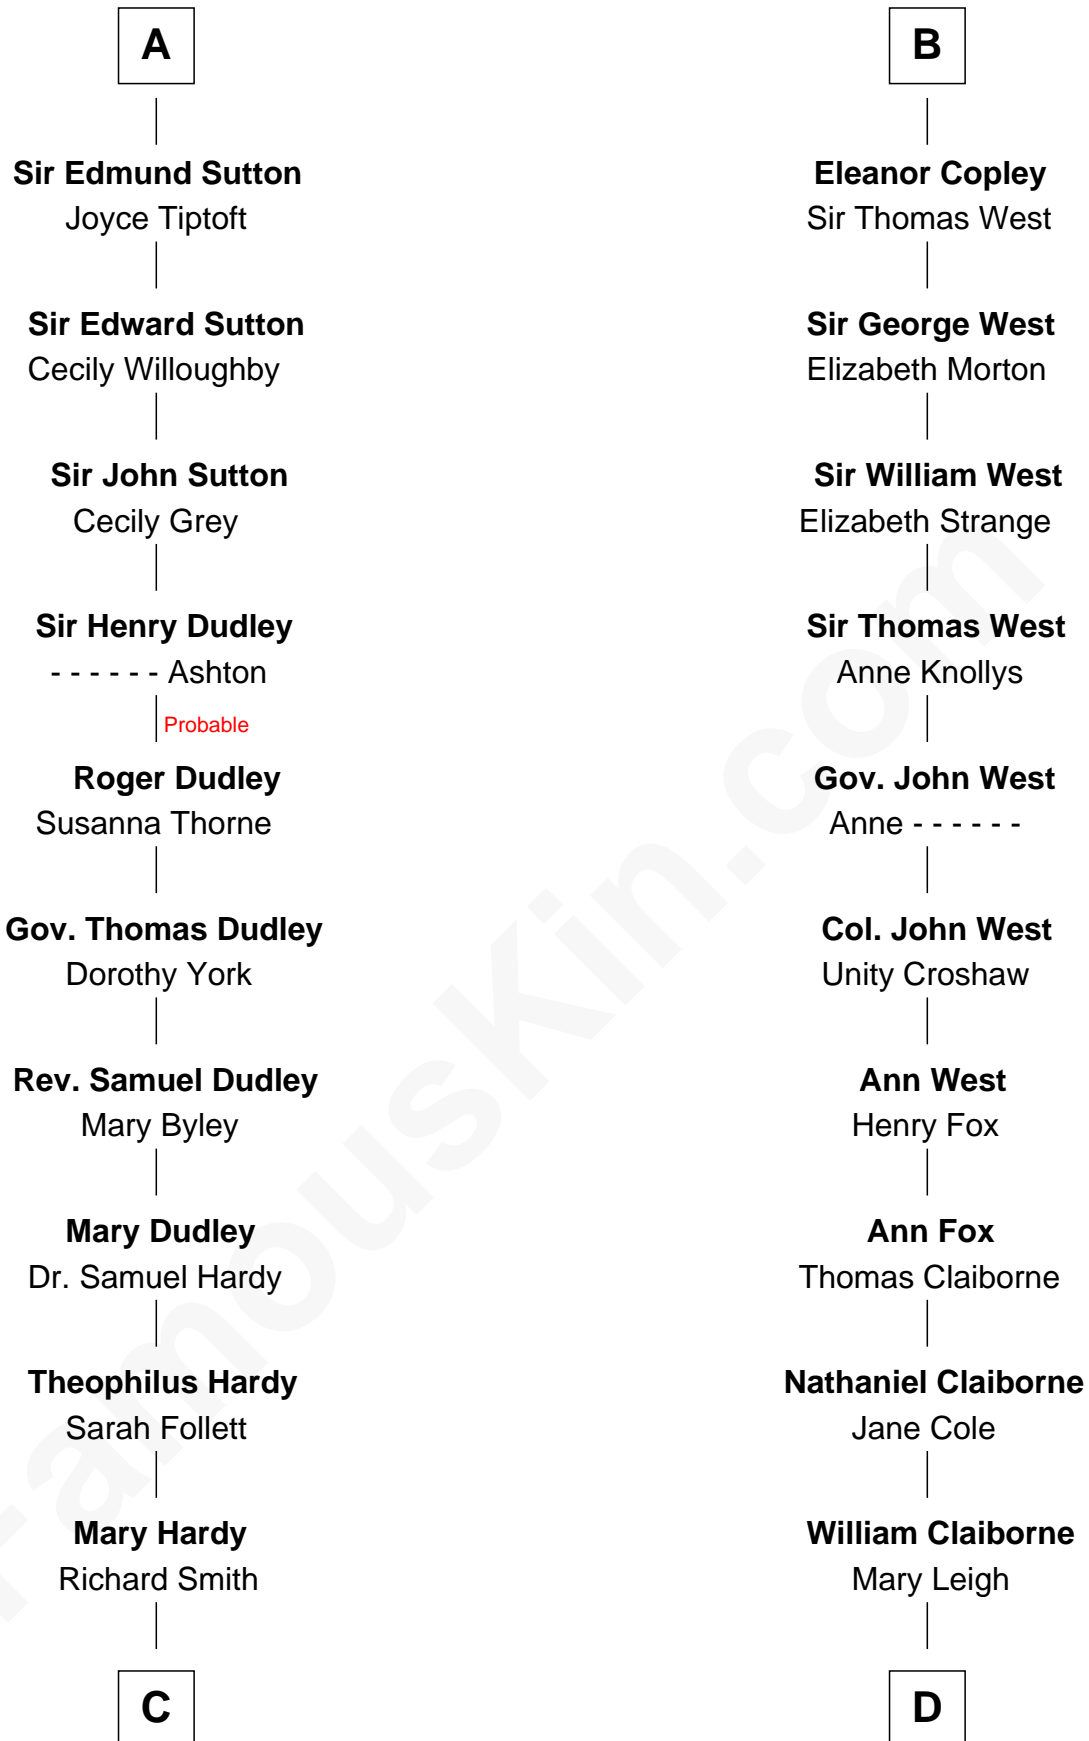 A
Sir Edmund Sutton
Joyce Tiptoft
Sir Edward Sutton
Cecily Willoughby
Sir John Sutton
Cecily Grey
Sir Henry Dudley
- - - - - - Ashton
Probable
Roger Dudley
Susanna Thorne
Gov. Thomas Dudley
Dorothy York
Rev. Samuel Dudley
Mary Byley
Mary Dudley
Dr. Samuel Hardy
Theophilus Hardy
Sarah Follett
Mary Hardy
Richard Smith
C
B
Eleanor Copley
Sir Thomas West
Sir George West
Elizabeth Morton
Sir William West
Elizabeth Strange
Sir Thomas West
Anne Knollys
Gov. John West
Anne - - - - - -
Col. John West
Unity Croshaw
Ann West
Henry Fox
Ann Fox
Thomas Claiborne
Nathaniel Claiborne
Jane Cole
William Claiborne
Mary Leigh
D
FamousKin.com